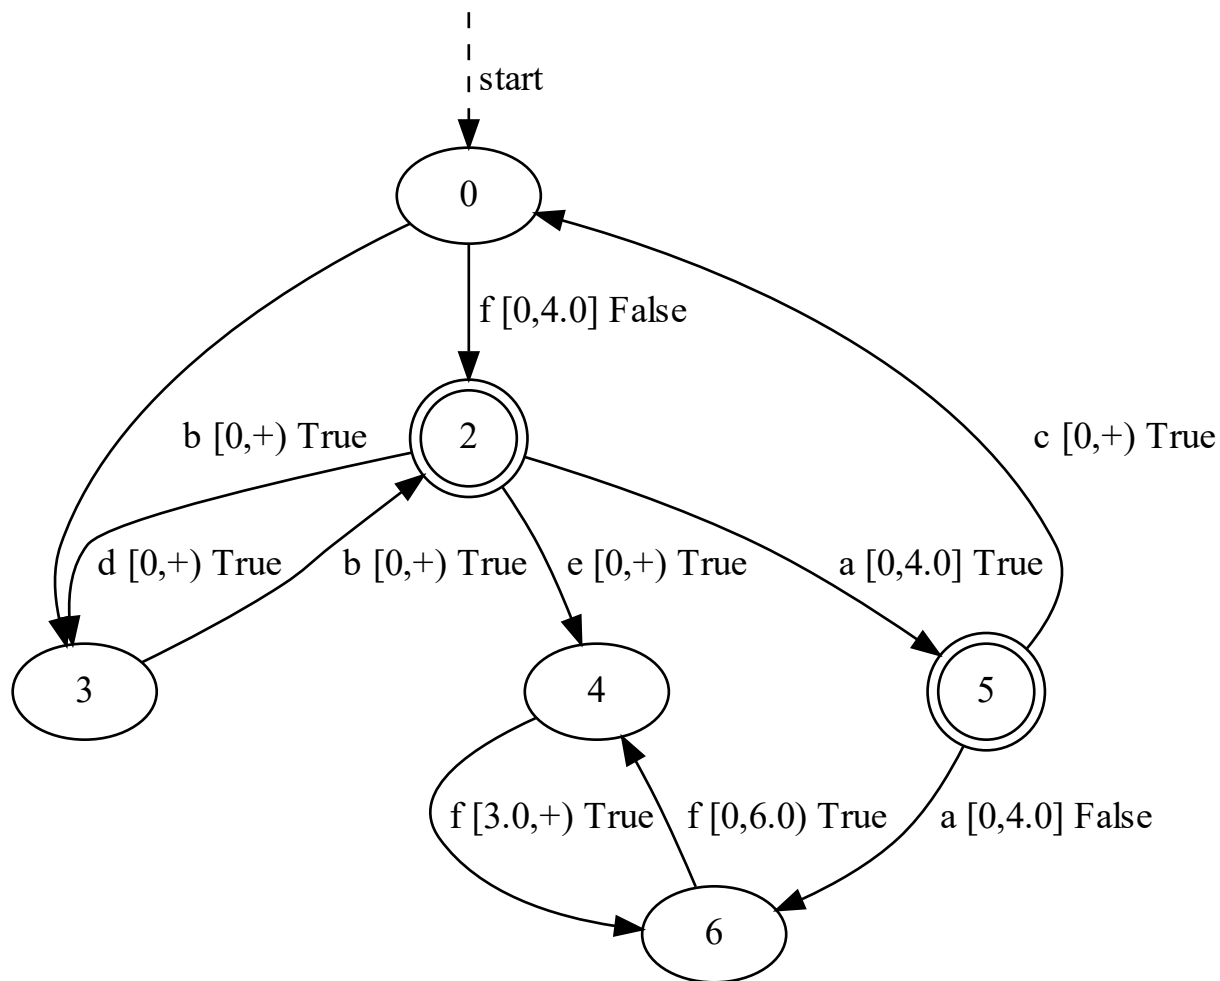 start
0
f [0,4.0] False
b [0,+) True
2
c [0,+) True
d [0,+) True
b [0,+) True
e [0,+) True
a [0,4.0] True
3
4
5
f [3.0,+) True
f [0,6.0) True
a [0,4.0] False
6